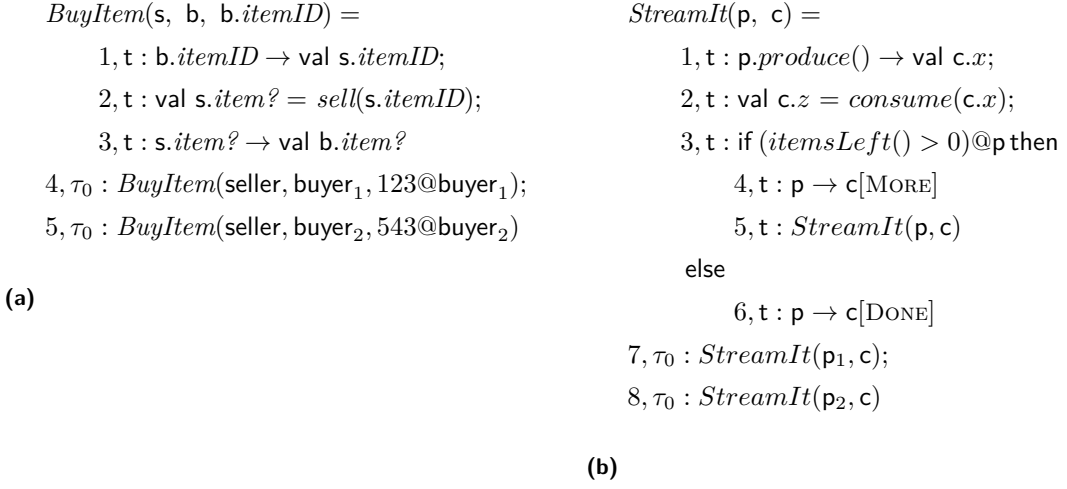 BuyItem(s, b, b.itemID) =
1, t : b.itemID → val s.itemID;
2, t : val s.item? = sell(s.itemID);
3, t : s.item? → val b.item?
4, τ₀ : BuyItem(seller, buyer₁, 123@buyer₁);
5, τ₀ : BuyItem(seller, buyer₂, 543@buyer₂)
(a)
StreamIt(p, c) =
1, t : p.produce() → val c.x;
2, t : val c.z = consume(c.x);
3, t : if (itemsLeft() > 0)@p then
4, t : p → c[MORE]
5, t : StreamIt(p, c)
else
6, t : p → c[DONE]
7, τ₀ : StreamIt(p₁, c);
8, τ₀ : StreamIt(p₂, c)
(b)